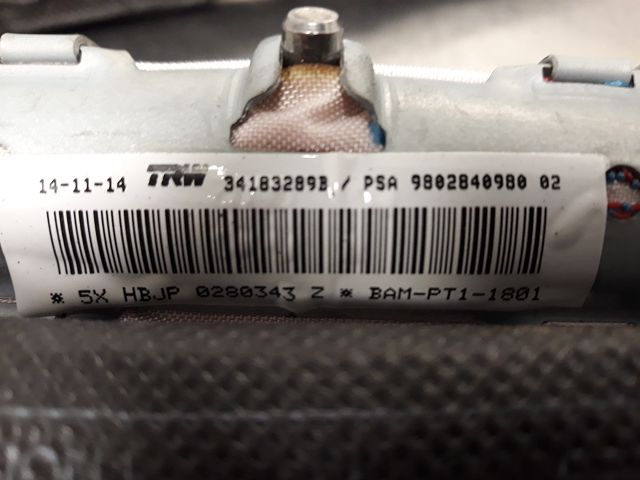 14-11-14 TRW 34183289B / PSA 9802840980 02
* 5X HBJP 0280343 Z * BAM-PT1-1801